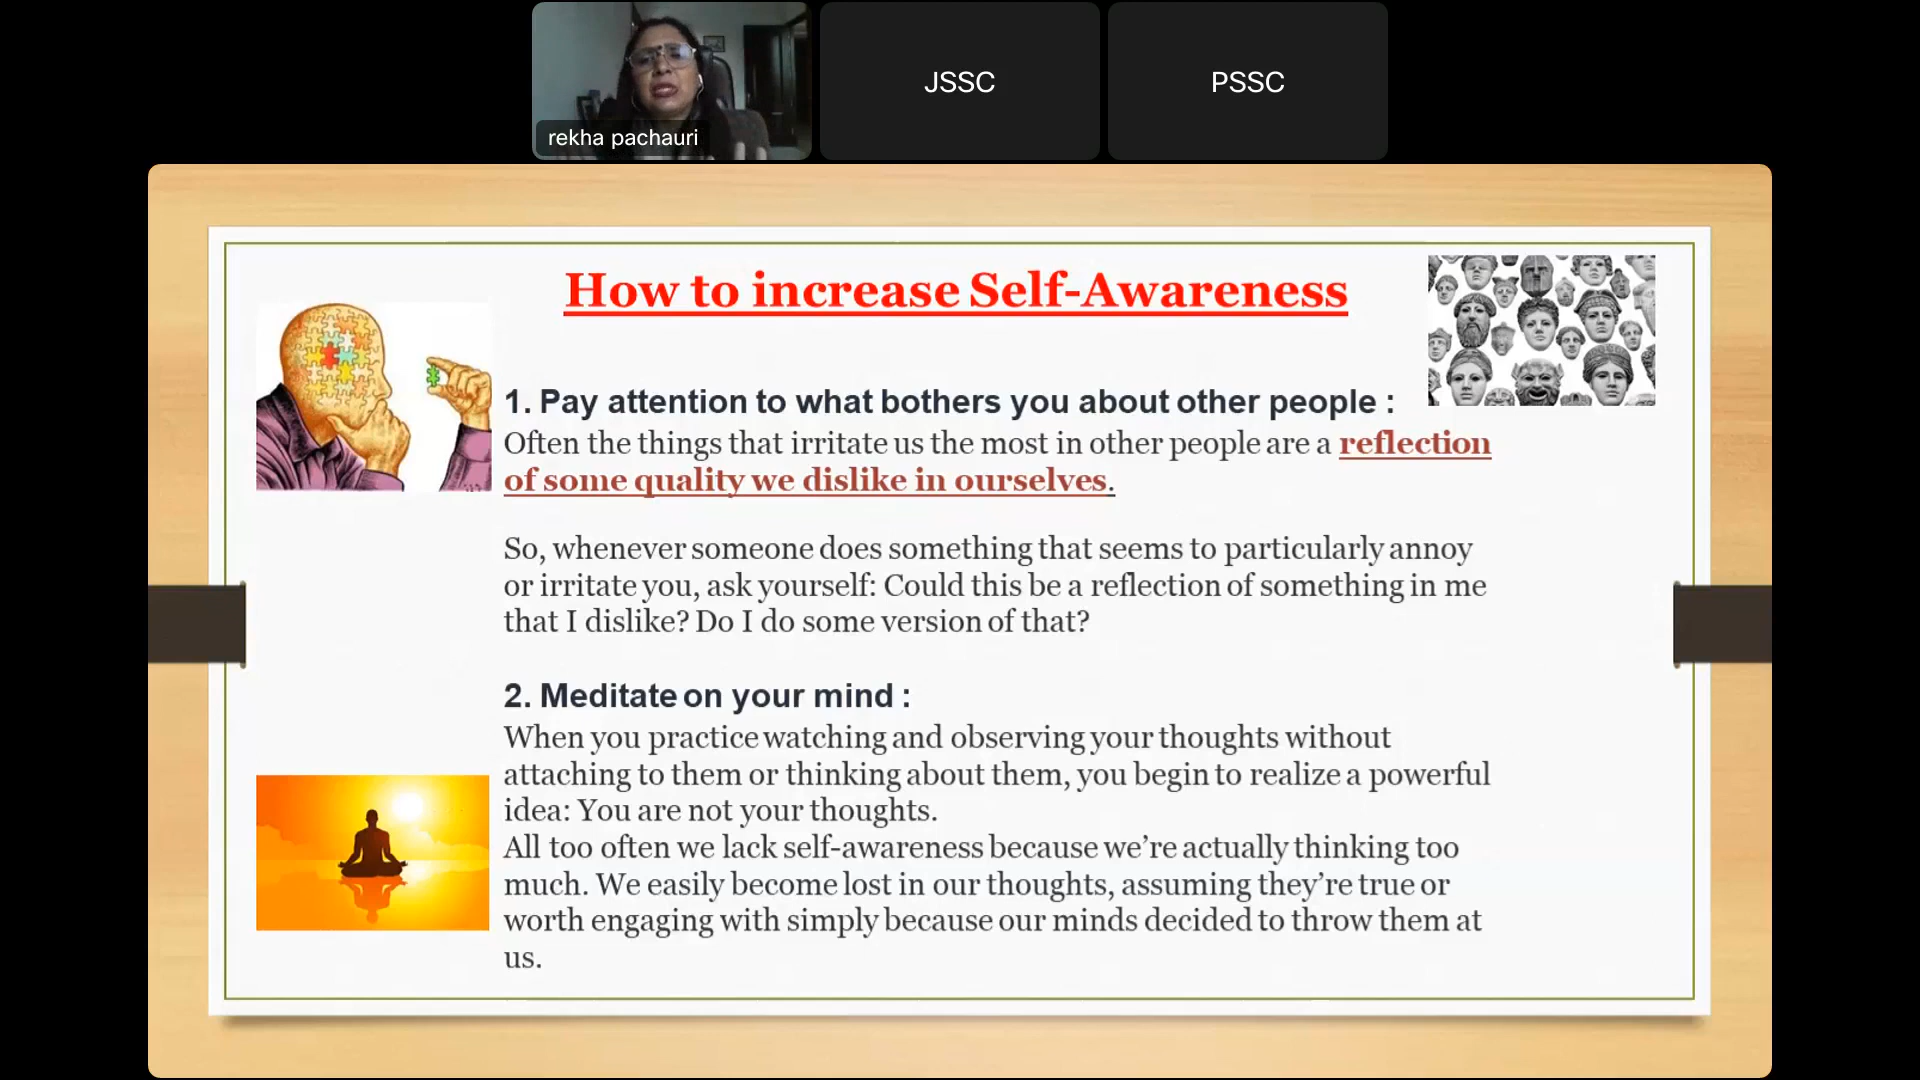 rekha pachauri
JSSC
PSSC
How to increase Self-Awareness
1. Pay attention to what bothers you about other people :
Often the things that irritate us the most in other people are a reflection
of some quality we dislike in ourselves.
So, whenever someone does something that seems to particularly annoy
or irritate you, ask yourself: Could this be a reflection of something in me
that I dislike? Do I do some version of that?
2. Meditate on your mind :
When you practice watching and observing your thoughts without
attaching to them or thinking about them, you begin to realize a powerful
idea: You are not your thoughts.
All too often we lack self-awareness because we’re actually thinking too
much. We easily become lost in our thoughts, assuming they’re true or
worth engaging with simply because our minds decided to throw them at
us.